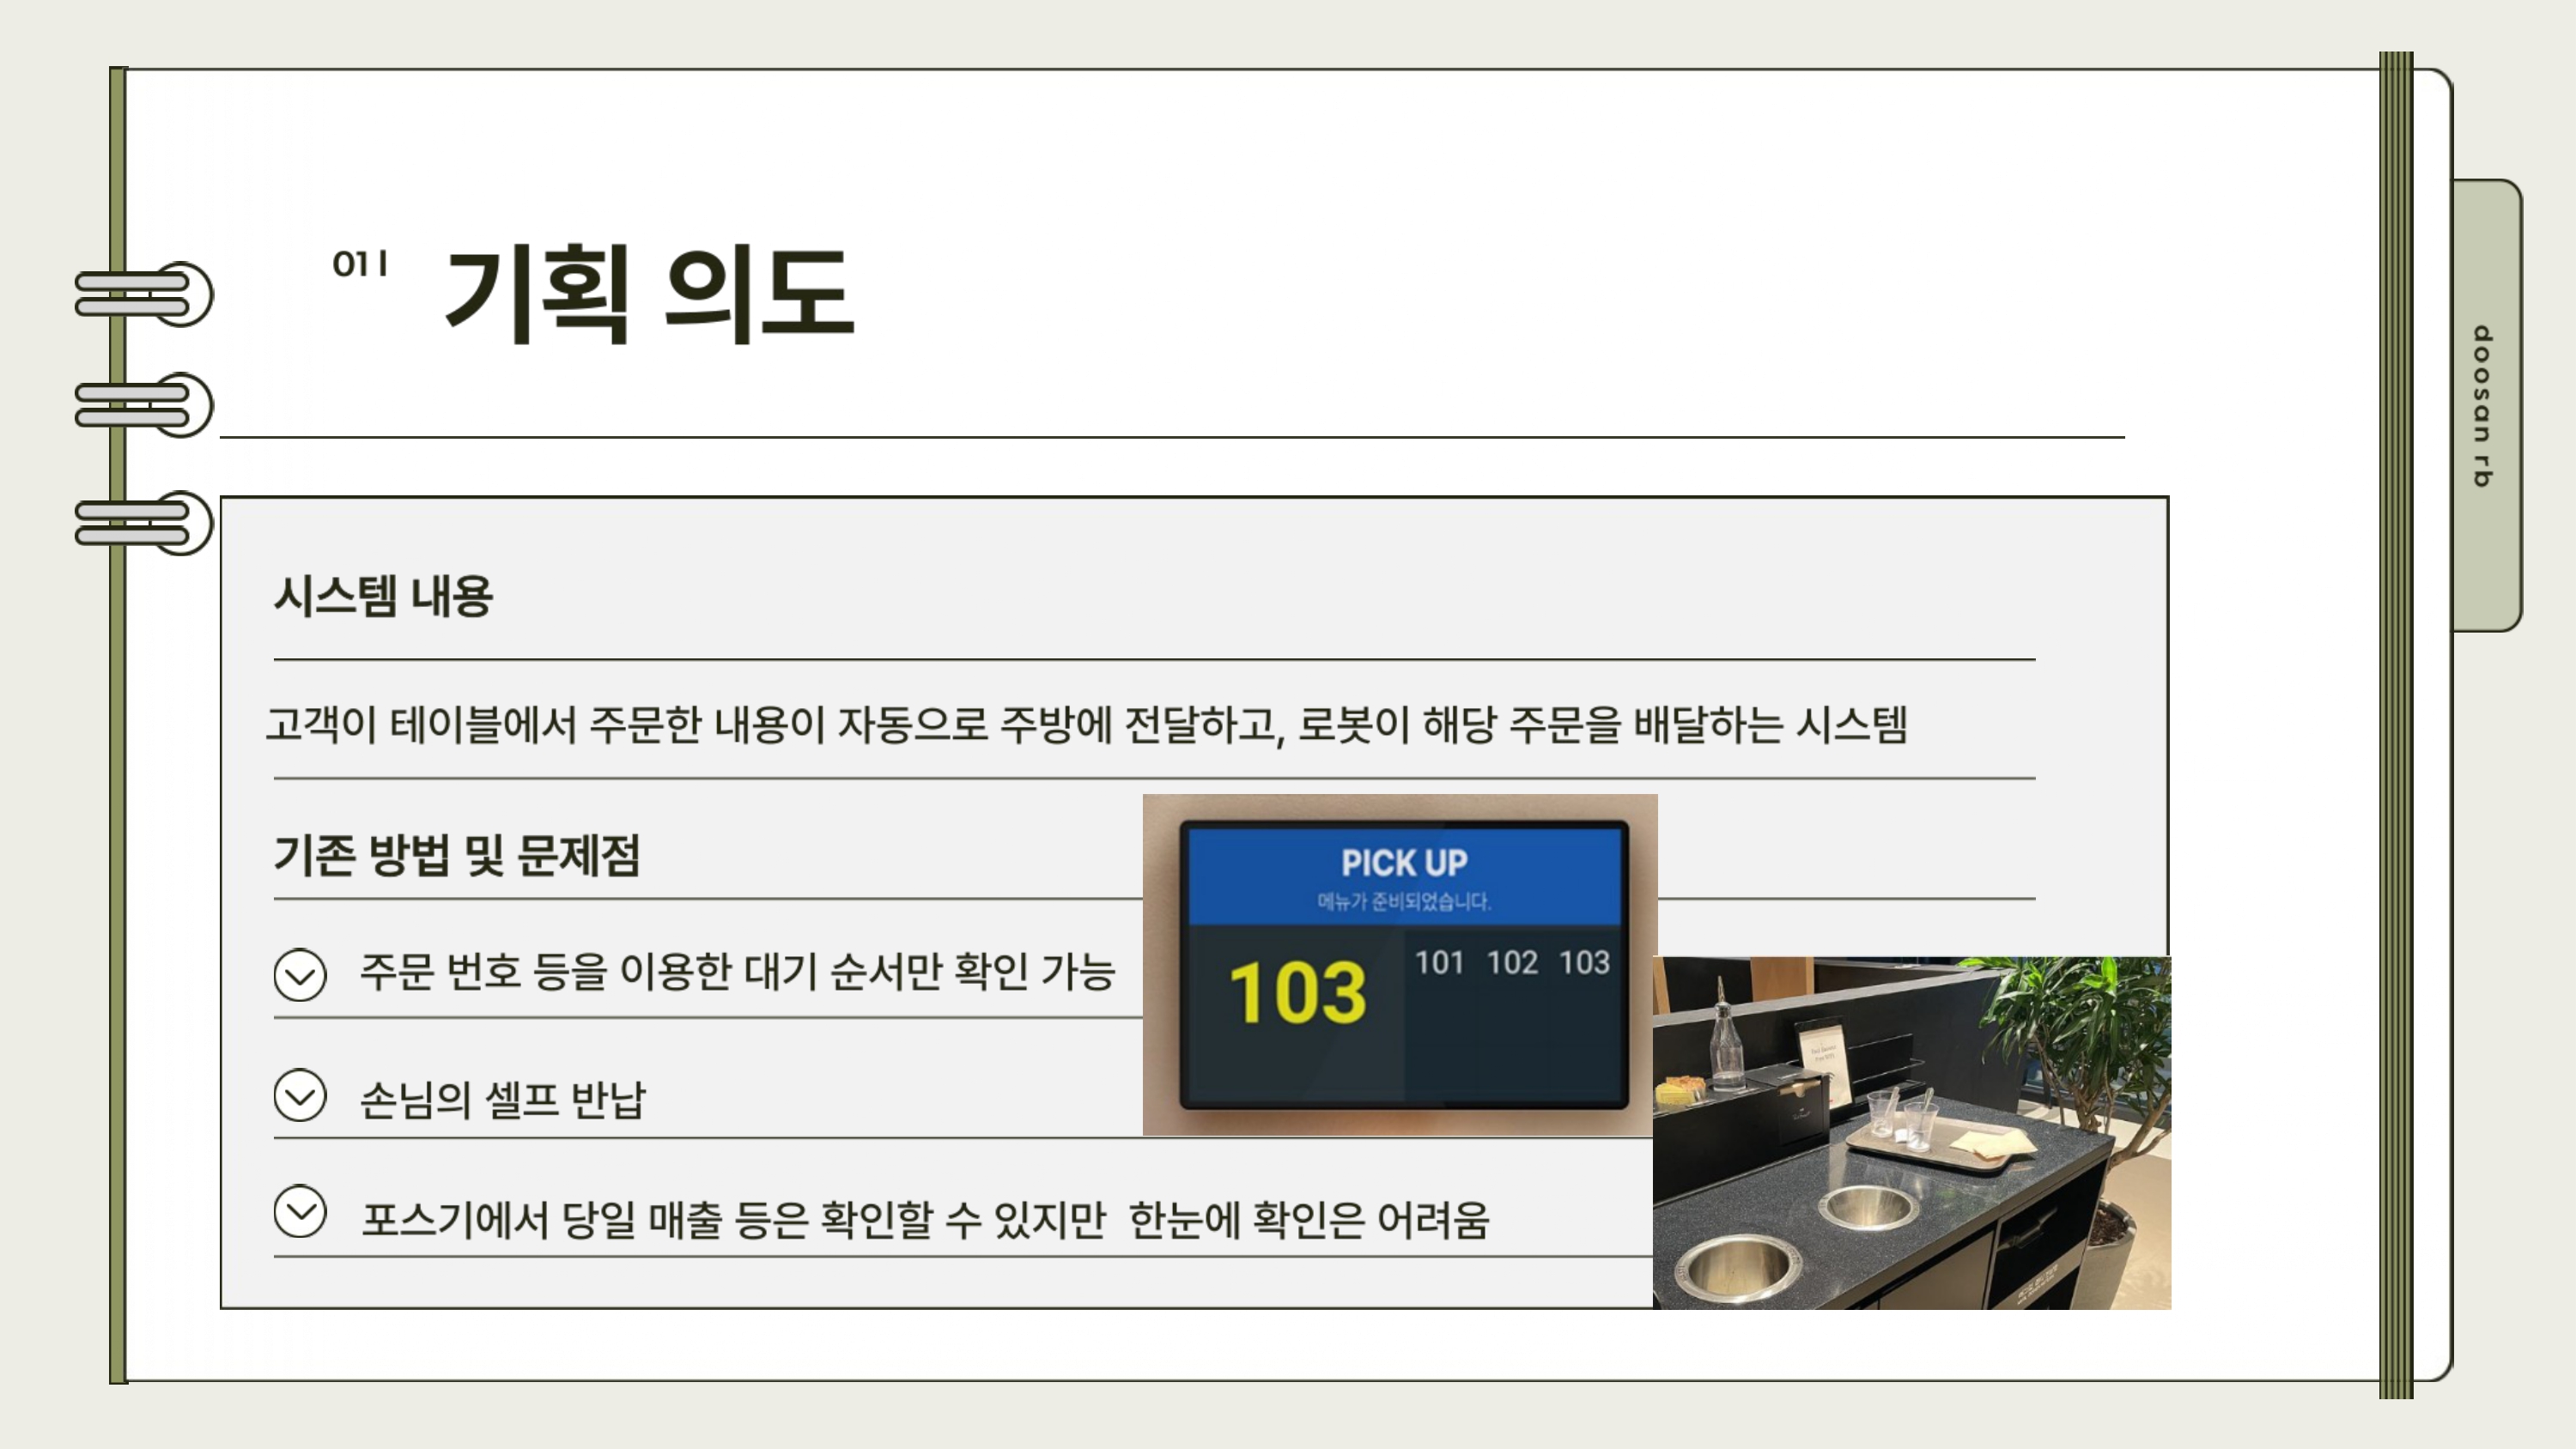 01 |
기획 의도
doosan rb
시스템 내용
고객이 테이블에서 주문한 내용이 자동으로 주방에 전달하고, 로봇이 해당 주문을 배달하는 시스템
기존 방법 및 문제점
주문 번호 등을 이용한 대기 순서만 확인 가능
손님의 셀프 반납
포스기에서 당일 매출 등은 확인할 수 있지만 한눈에 확인은 어려움
PICK UP
메뉴가 준비되었습니다.
103
101 102 103